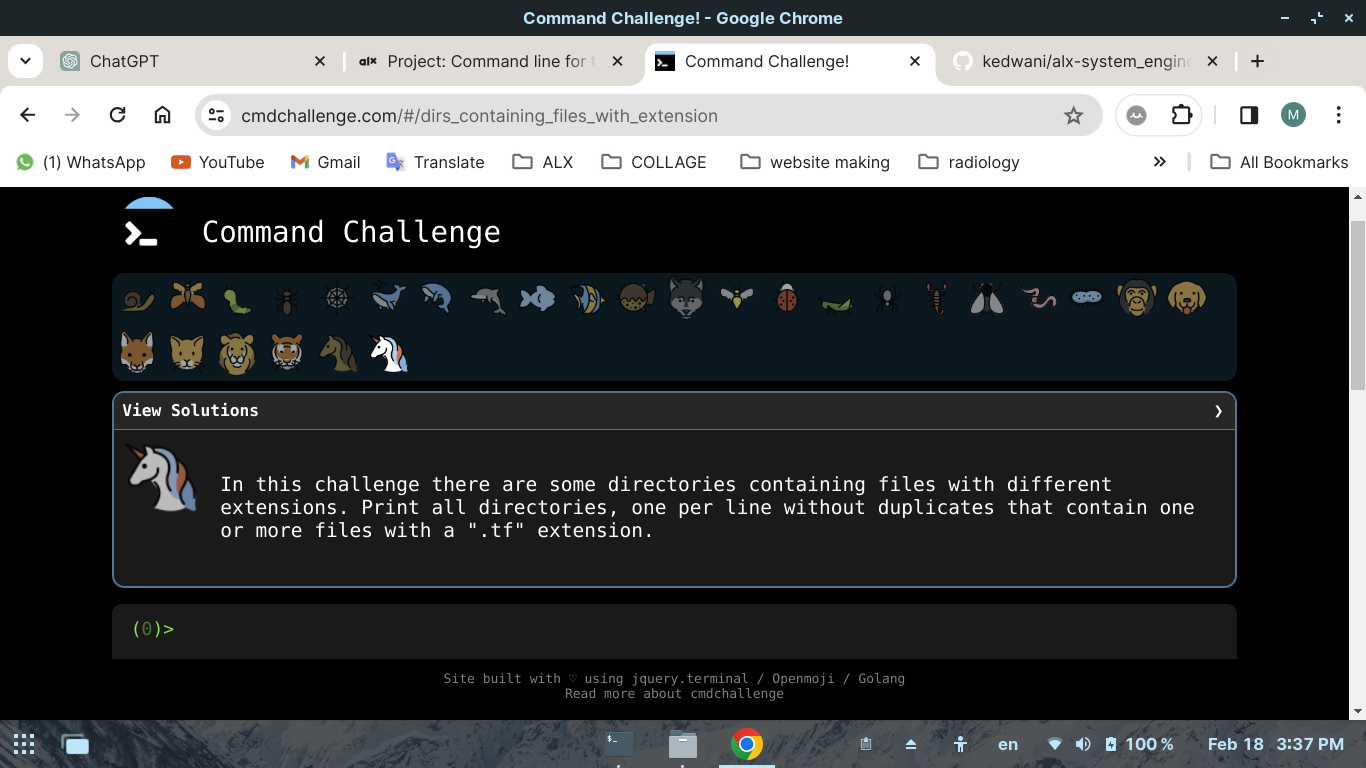 Command Challenge! - Google Chrome
ChatGPT
alx Project: Command line for t
Command Challenge!
kedwani/alx-system_engine
cmdchallenge.com/#/dirs_containing_files_with_extension
M
(1) WhatsApp
YouTube
Gmail
Translate
ALX
COLLAGE
website making
radiology
»
All Bookmarks
Command Challenge
View Solutions
In this challenge there are some directories containing files with different
extensions. Print all directories, one per line without duplicates that contain one
or more files with a ".tf" extension.
(0)>
Site built with ♡ using jquery.terminal / Openmoji / Golang
Read more about cmdchallenge
en
100 %
Feb 18 3:37 PM